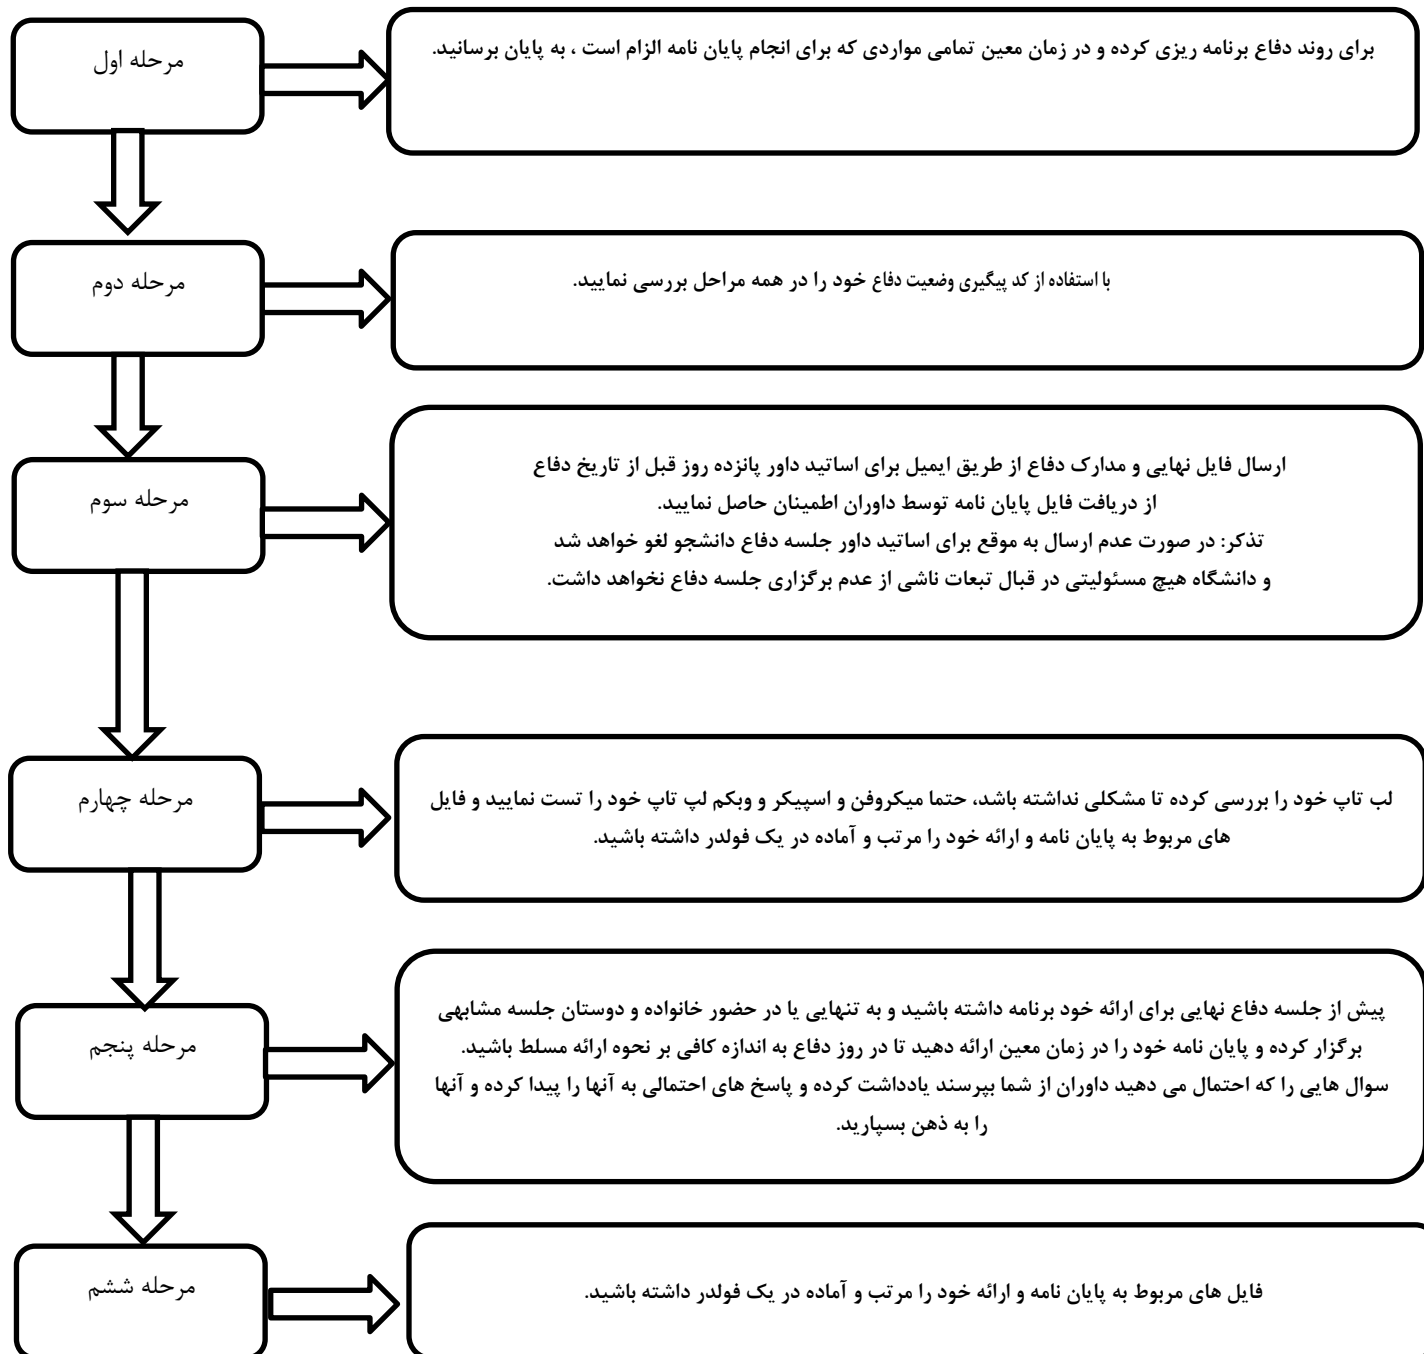 مرحله اول
برای روند دفاع برنامه ریزی کرده و در زمان معین تمامی مواردی که برای انجام پایان نامه الزام است ، به پایان برسانید.
مرحله دوم
با استفاده از کد پیگیری وضعیت دفاع خود را در همه مراحل بررسی نمایید.
مرحله سوم
ارسال فایل نهایی و مدارک دفاع از طریق ایمیل برای اساتید داور پانزده روز قبل از تاریخ دفاع
از دریافت فایل پایان نامه توسط داوران اطمینان حاصل نمایید.
تذکر: در صورت عدم ارسال به موقع برای اساتید داور جلسه دفاع دانشجو لغو خواهد شد
و دانشگاه هیچ مسئولیتی در قبال تبعات ناشی از عدم برگزاری جلسه دفاع نخواهد داشت.
مرحله چهارم
لب تاپ خود را بررسی کرده تا مشکلی نداشته باشد، حتما میکروفن و اسپیکر و وبکم لپ تاپ خود را تست نمایید و فایل
های مربوط به پایان نامه و ارائه خود را مرتب و آماده در یک فولدر داشته باشید.
مرحله پنجم
پیش از جلسه دفاع نهایی برای ارائه خود برنامه داشته باشید و به تنهایی یا در حضور خانواده و دوستان جلسه مشابهی
برگزار کرده و پایان نامه خود را در زمان معین ارائه دهید تا در روز دفاع به اندازه کافی بر نحوه ارائه مسلط باشید.
سوال هایی را که احتمال می دهید داوران از شما بپرسند یادداشت کرده و پاسخ های احتمالی به آنها را پیدا کرده و آنها
را به ذهن بسپارید.
مرحله ششم
فایل های مربوط به پایان نامه و ارائه خود را مرتب و آماده در یک فولدر داشته باشید.